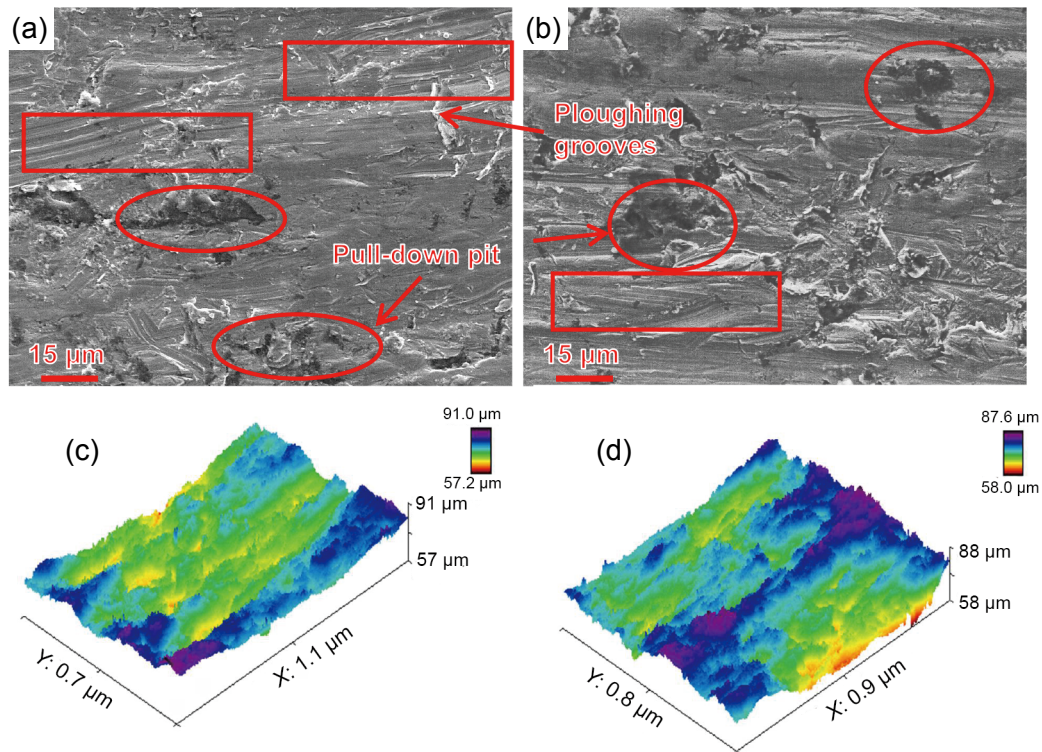 (a)
(b)
Ploughing
grooves
Pull-down pit
15 µm
15 µm
(c)
91.0 µm
57.2 µm
91 µm
57 µm
Y: 0.7 µm
X: 1.1 µm
(d)
87.6 µm
58.0 µm
88 µm
58 µm
Y: 0.8 µm
X: 0.9 µm